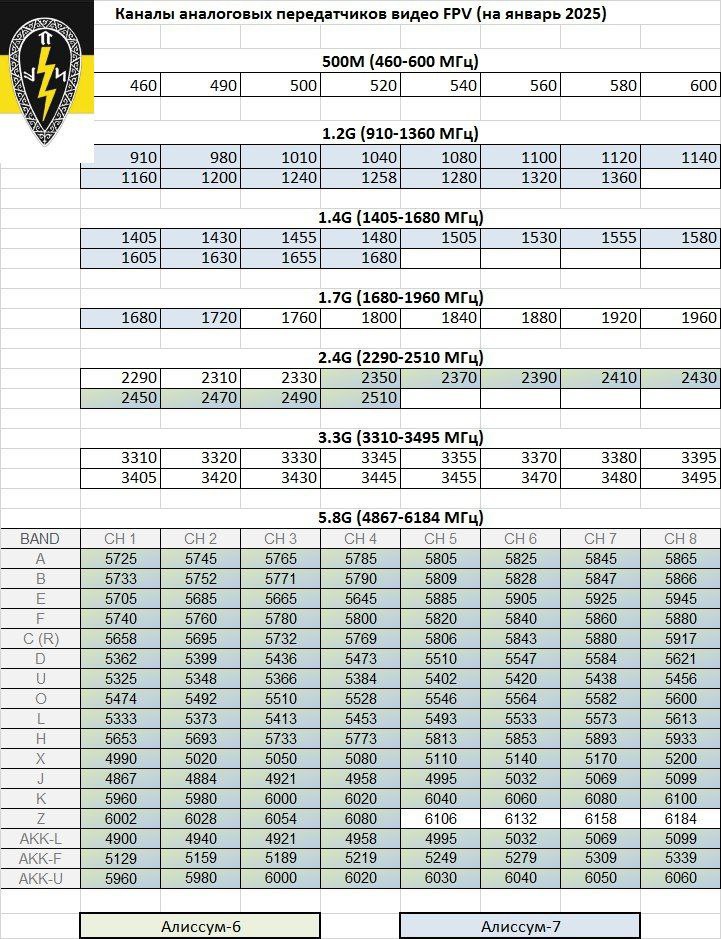 Каналы аналоговых передатчиков видео FPV (на январь 2025)
500M (460-600 МГц)
460 490 500 520 540 560 580 600
1.2G (910-1360 МГц)
910 980 1010 1040 1080 1100 1120 1140
1160 1200 1240 1258 1280 1320 1360
1.4G (1405-1680 МГц)
1405 1430 1455 1480 1505 1530 1555 1580
1605 1630 1655 1680
1.7G (1680-1960 МГц)
1680 1720 1760 1800 1840 1880 1920 1960
2.4G (2290-2510 МГц)
2290 2310 2330 2350 2370 2390 2410 2430
2450 2470 2490 2510
3.3G (3310-3495 МГц)
3310 3320 3330 3345 3355 3370 3380 3395
3405 3420 3430 3445 3455 3470 3480 3495
5.8G (4867-6184 МГц)
BAND CH 1 CH 2 CH 3 CH 4 CH 5 CH 6 CH 7 CH 8
A 5725 5745 5765 5785 5805 5825 5845 5865
B 5733 5752 5771 5790 5809 5828 5847 5866
E 5705 5685 5665 5645 5885 5905 5925 5945
F 5740 5760 5780 5800 5820 5840 5860 5880
C (R) 5658 5695 5732 5769 5806 5843 5880 5917
D 5362 5399 5436 5473 5510 5547 5584 5621
U 5325 5348 5366 5384 5402 5420 5438 5456
O 5474 5492 5510 5528 5546 5564 5582 5600
L 5333 5373 5413 5453 5493 5533 5573 5613
H 5653 5693 5733 5773 5813 5853 5893 5933
X 4990 5020 5050 5080 5110 5140 5170 5200
J 4867 4884 4921 4958 4995 5032 5069 5099
K 5960 5980 6000 6020 6040 6060 6080 6100
Z 6002 6028 6054 6080 6106 6132 6158 6184
AKK-L 4900 4940 4921 4958 4995 5032 5069 5099
AKK-F 5129 5159 5189 5219 5249 5279 5309 5339
AKK-U 5960 5980 6000 6020 6030 6040 6050 6060
Алиссум-6 Алиссум-7